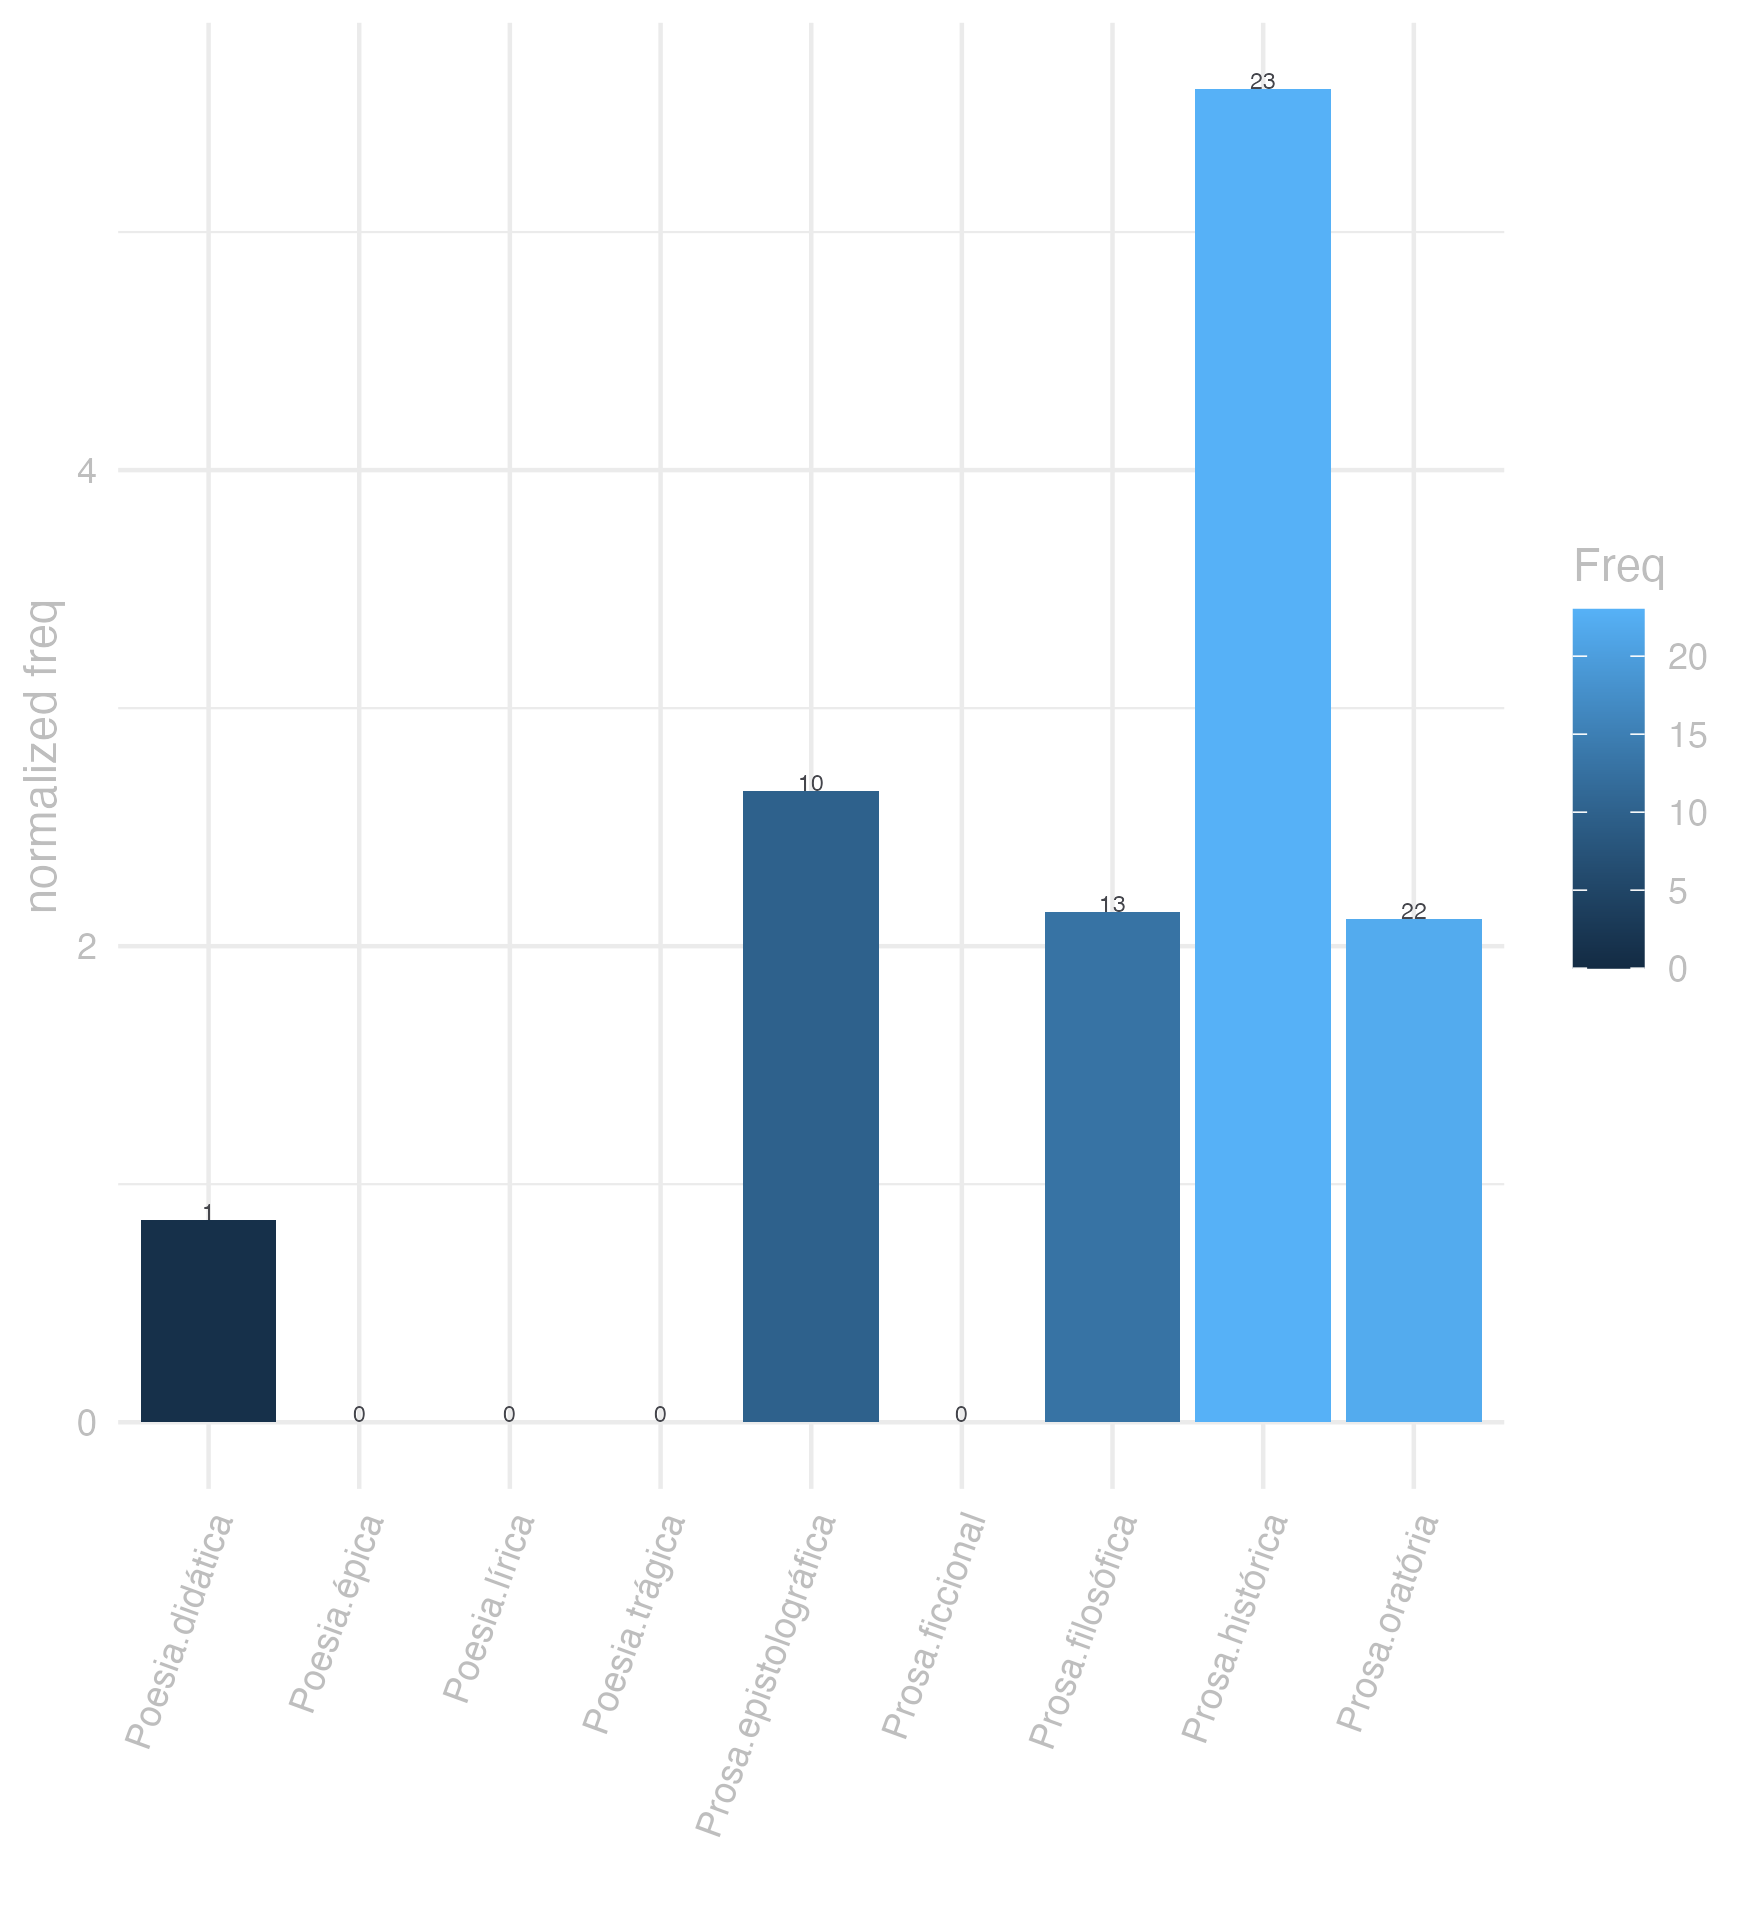 23
4
10
13
22
2
1
0
0
0
0
0
normalized freq
Poesia.didática
Poesia.épica
Poesia.lírica
Poesia.trágica
Prosa.epistolográfica
Prosa.ficcional
Prosa.filosófica
Prosa.histórica
Prosa.oratória
Freq
20
15
10
5
0